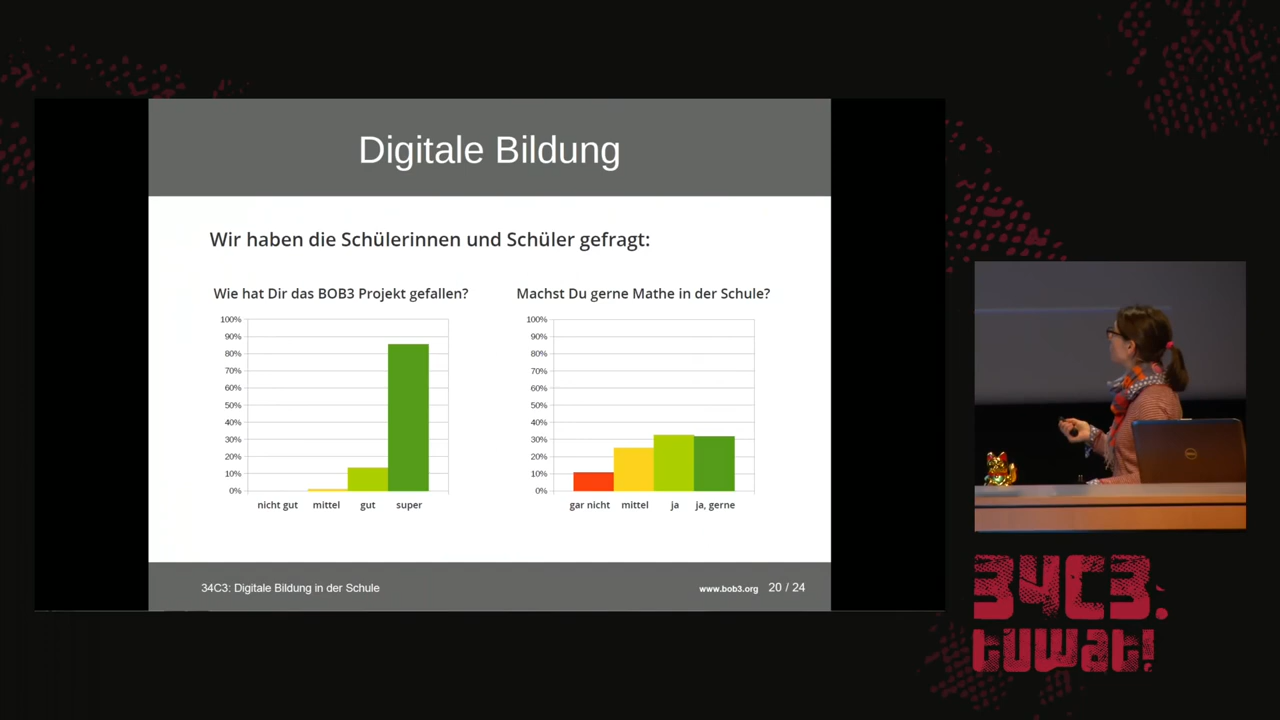 Digitale Bildung
Wir haben die Schülerinnen und Schüler gefragt:
Wie hat Dir das BOB3 Projekt gefallen?
100%
90%
80%
70%
60%
50%
40%
30%
20%
10%
0%
nicht gut mittel gut super
Machst Du gerne Mathe in der Schule?
100%
90%
80%
70%
60%
50%
40%
30%
20%
10%
0%
gar nicht mittel ja ja, gerne
34C3: Digitale Bildung in der Schule
www.bob3.org 20 / 24
34C3.
tuwat!